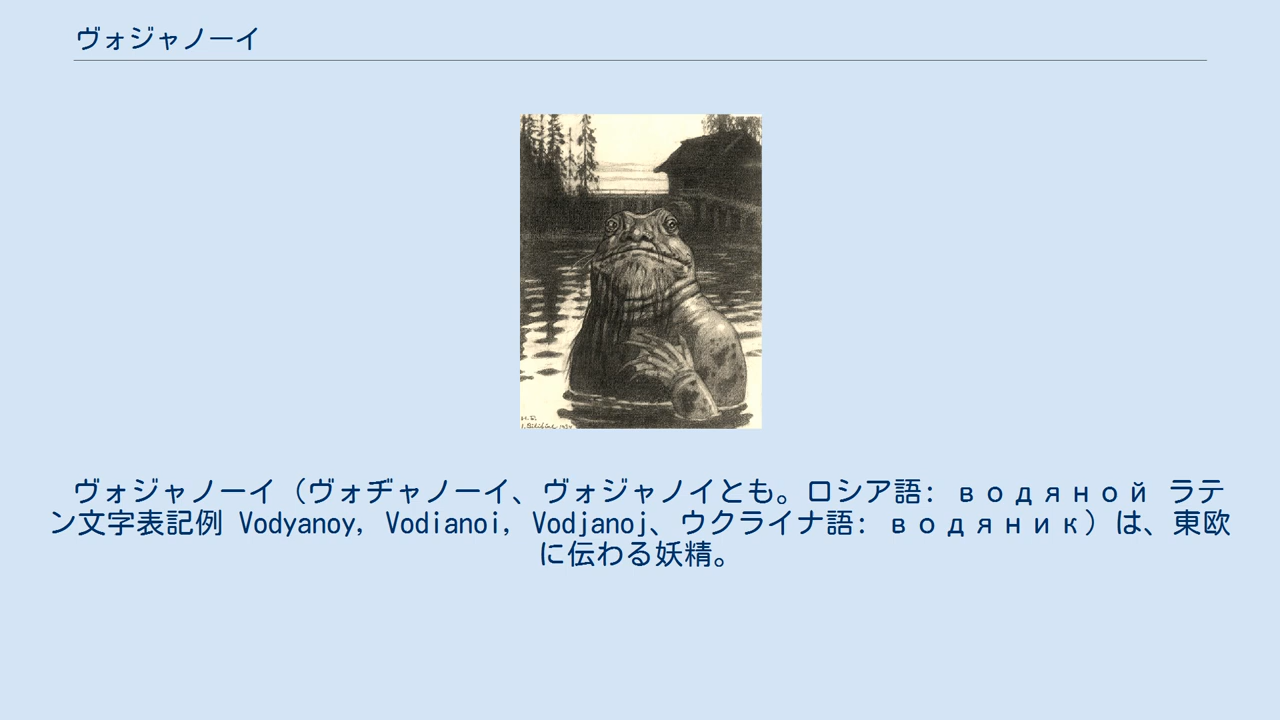 ヴォジャノーイ
I. Bilibine 1934
ヴォジャノーイ（ヴォヂャノーイ、ヴォジャノイとも。ロシア語: водяной ラテ
ン文字表記例 Vodyanoy, Vodianoi, Vodjanoj、ウクライナ語: водяник）は、東欧
に伝わる妖精。